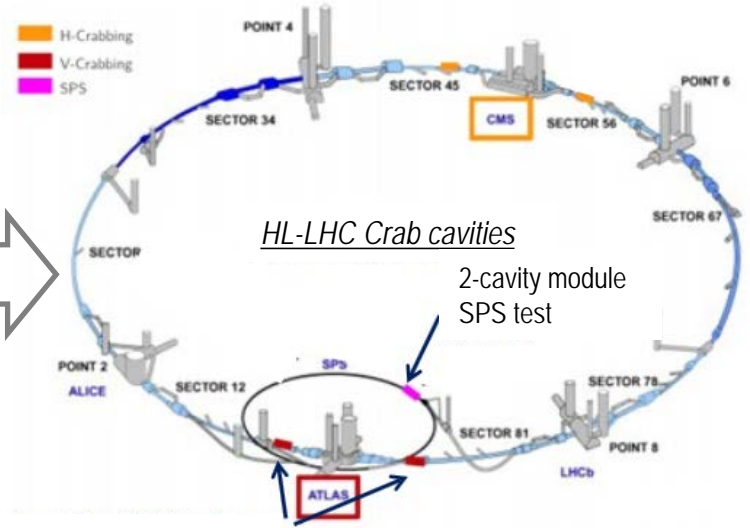 H-Crabbing
V-Crabbing
SPS
POINT 4
SECTOR 45
CMS
SECTOR 56
POINT 6
SECTOR 34
SECTOR 67
SECTOR
HL-LHC Crab cavities
2-cavity module
SPS test
POINT 2
ALICE
SECTOR 12
SPS
SECTOR 78
SECTOR 81
POINT 8
LHCb
ATLAS